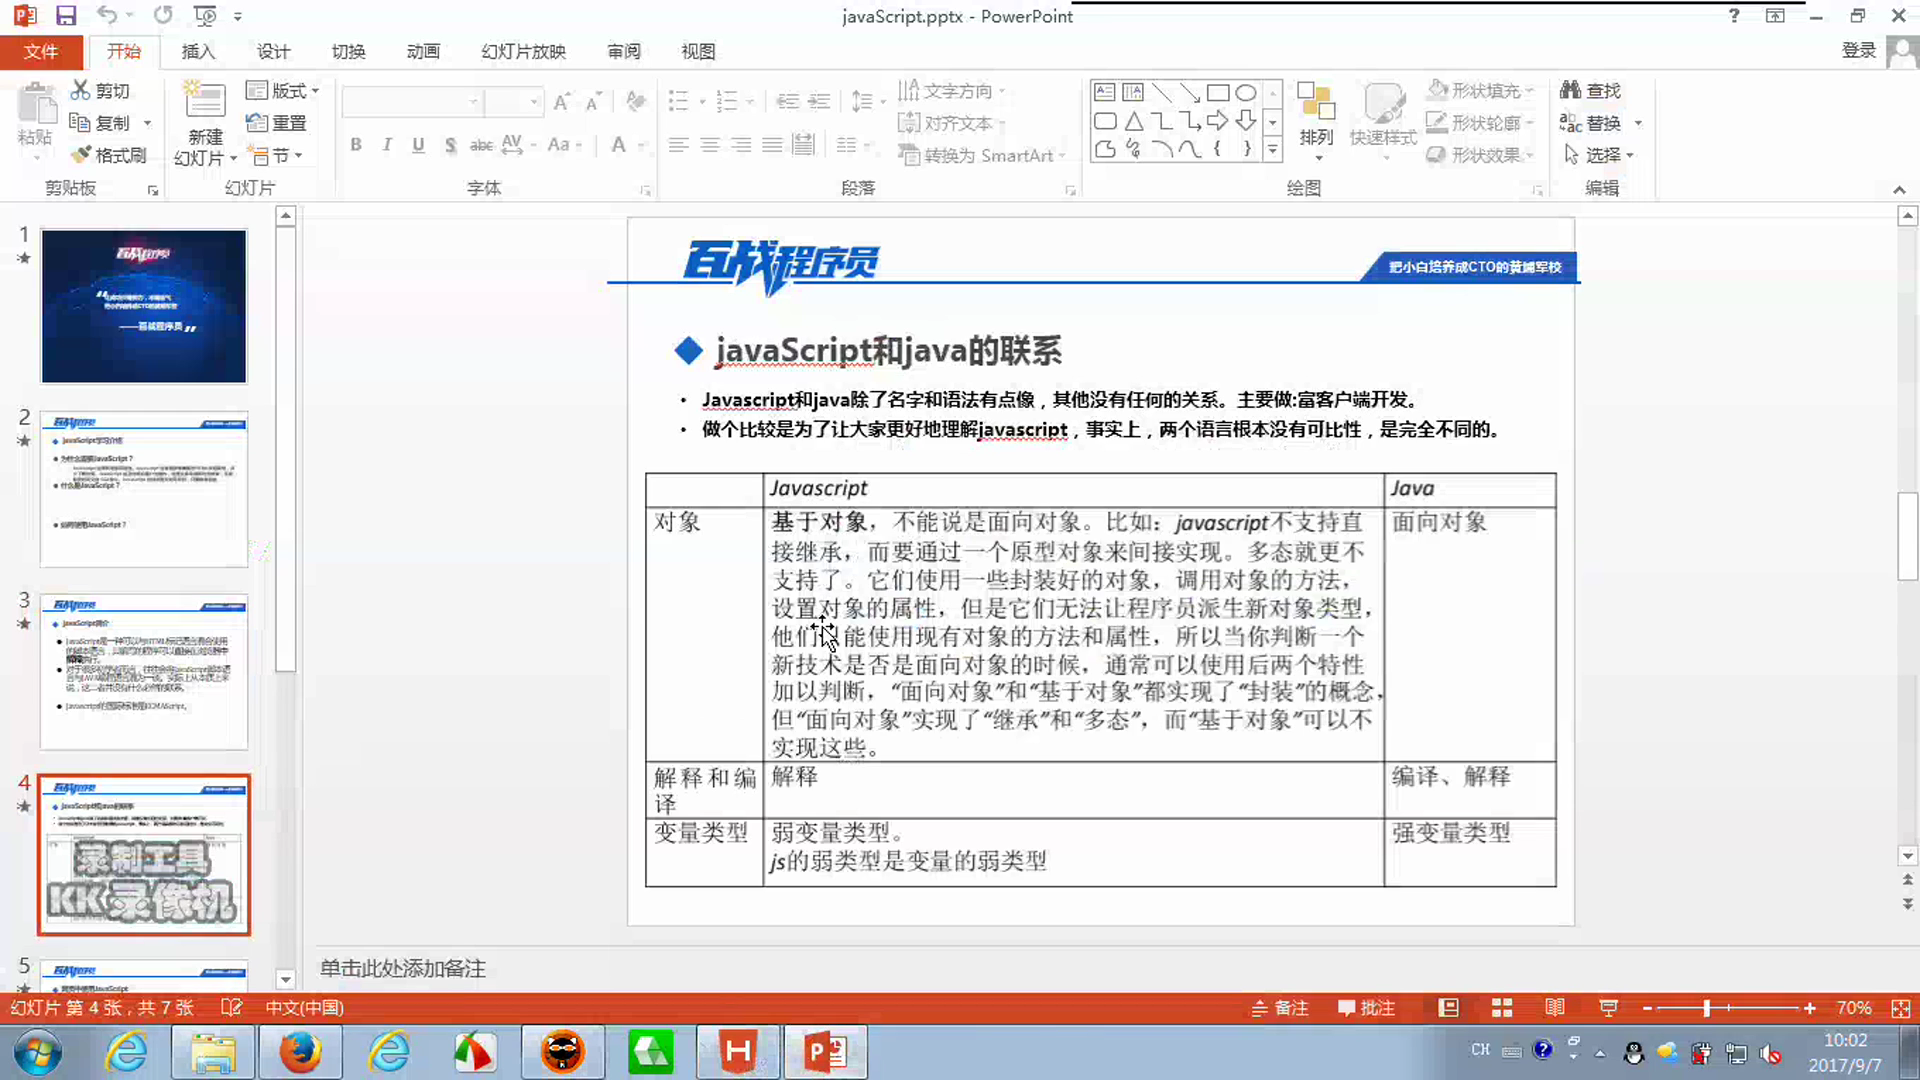 javaScript.pptx - PowerPoint
文件 开始 插入 设计 切换 动画 幻灯片放映 审阅 视图 登录
粘贴 剪切 复制 格式刷 剪贴板
新建 幻灯片 版式 重置 节 幻灯片
字体
文字方向 对齐文本 转换为 SmartArt 段落
排列 快速样式 形状填充 形状轮廓 形状效果 绘图
查找 替换 选择 编辑
1
2
3
4
5
百战程序员
把小白培养成CTO的黄埔军校
javaScript和java的联系
• Javascript和java除了名字和语法有点像，其他没有任何的关系。主要做:富客户端开发。
• 做个比较是为了让大家更好地理解javascript，事实上，两个语言根本没有可比性，是完全不同的。
Javascript Java
对象 基于对象，不能说是面向对象。比如：javascript不支持直 面向对象
接继承，而要通过一个原型对象来间接实现。多态就更不
支持了。它们使用一些封装好的对象，调用对象的方法，
设置对象的属性，但是它们无法让程序员派生新对象类型，
他们只能使用现有对象的方法和属性，所以当你判断一个
新技术是否是面向对象的时候，通常可以使用后两个特性
加以判断，“面向对象”和“基于对象”都实现了“封装”的概念，
但“面向对象”实现了“继承”和“多态”，而“基于对象”可以不
实现这些。
解释和编译 解释 编译、解释
变量类型 弱变量类型。 强变量类型
js的弱类型是变量的弱类型
录制工具
KK录像机
单击此处添加备注
幻灯片 第 4 张，共 7 张 中文(中国) 备注 批注 70%
CH 10:02
2017/9/7